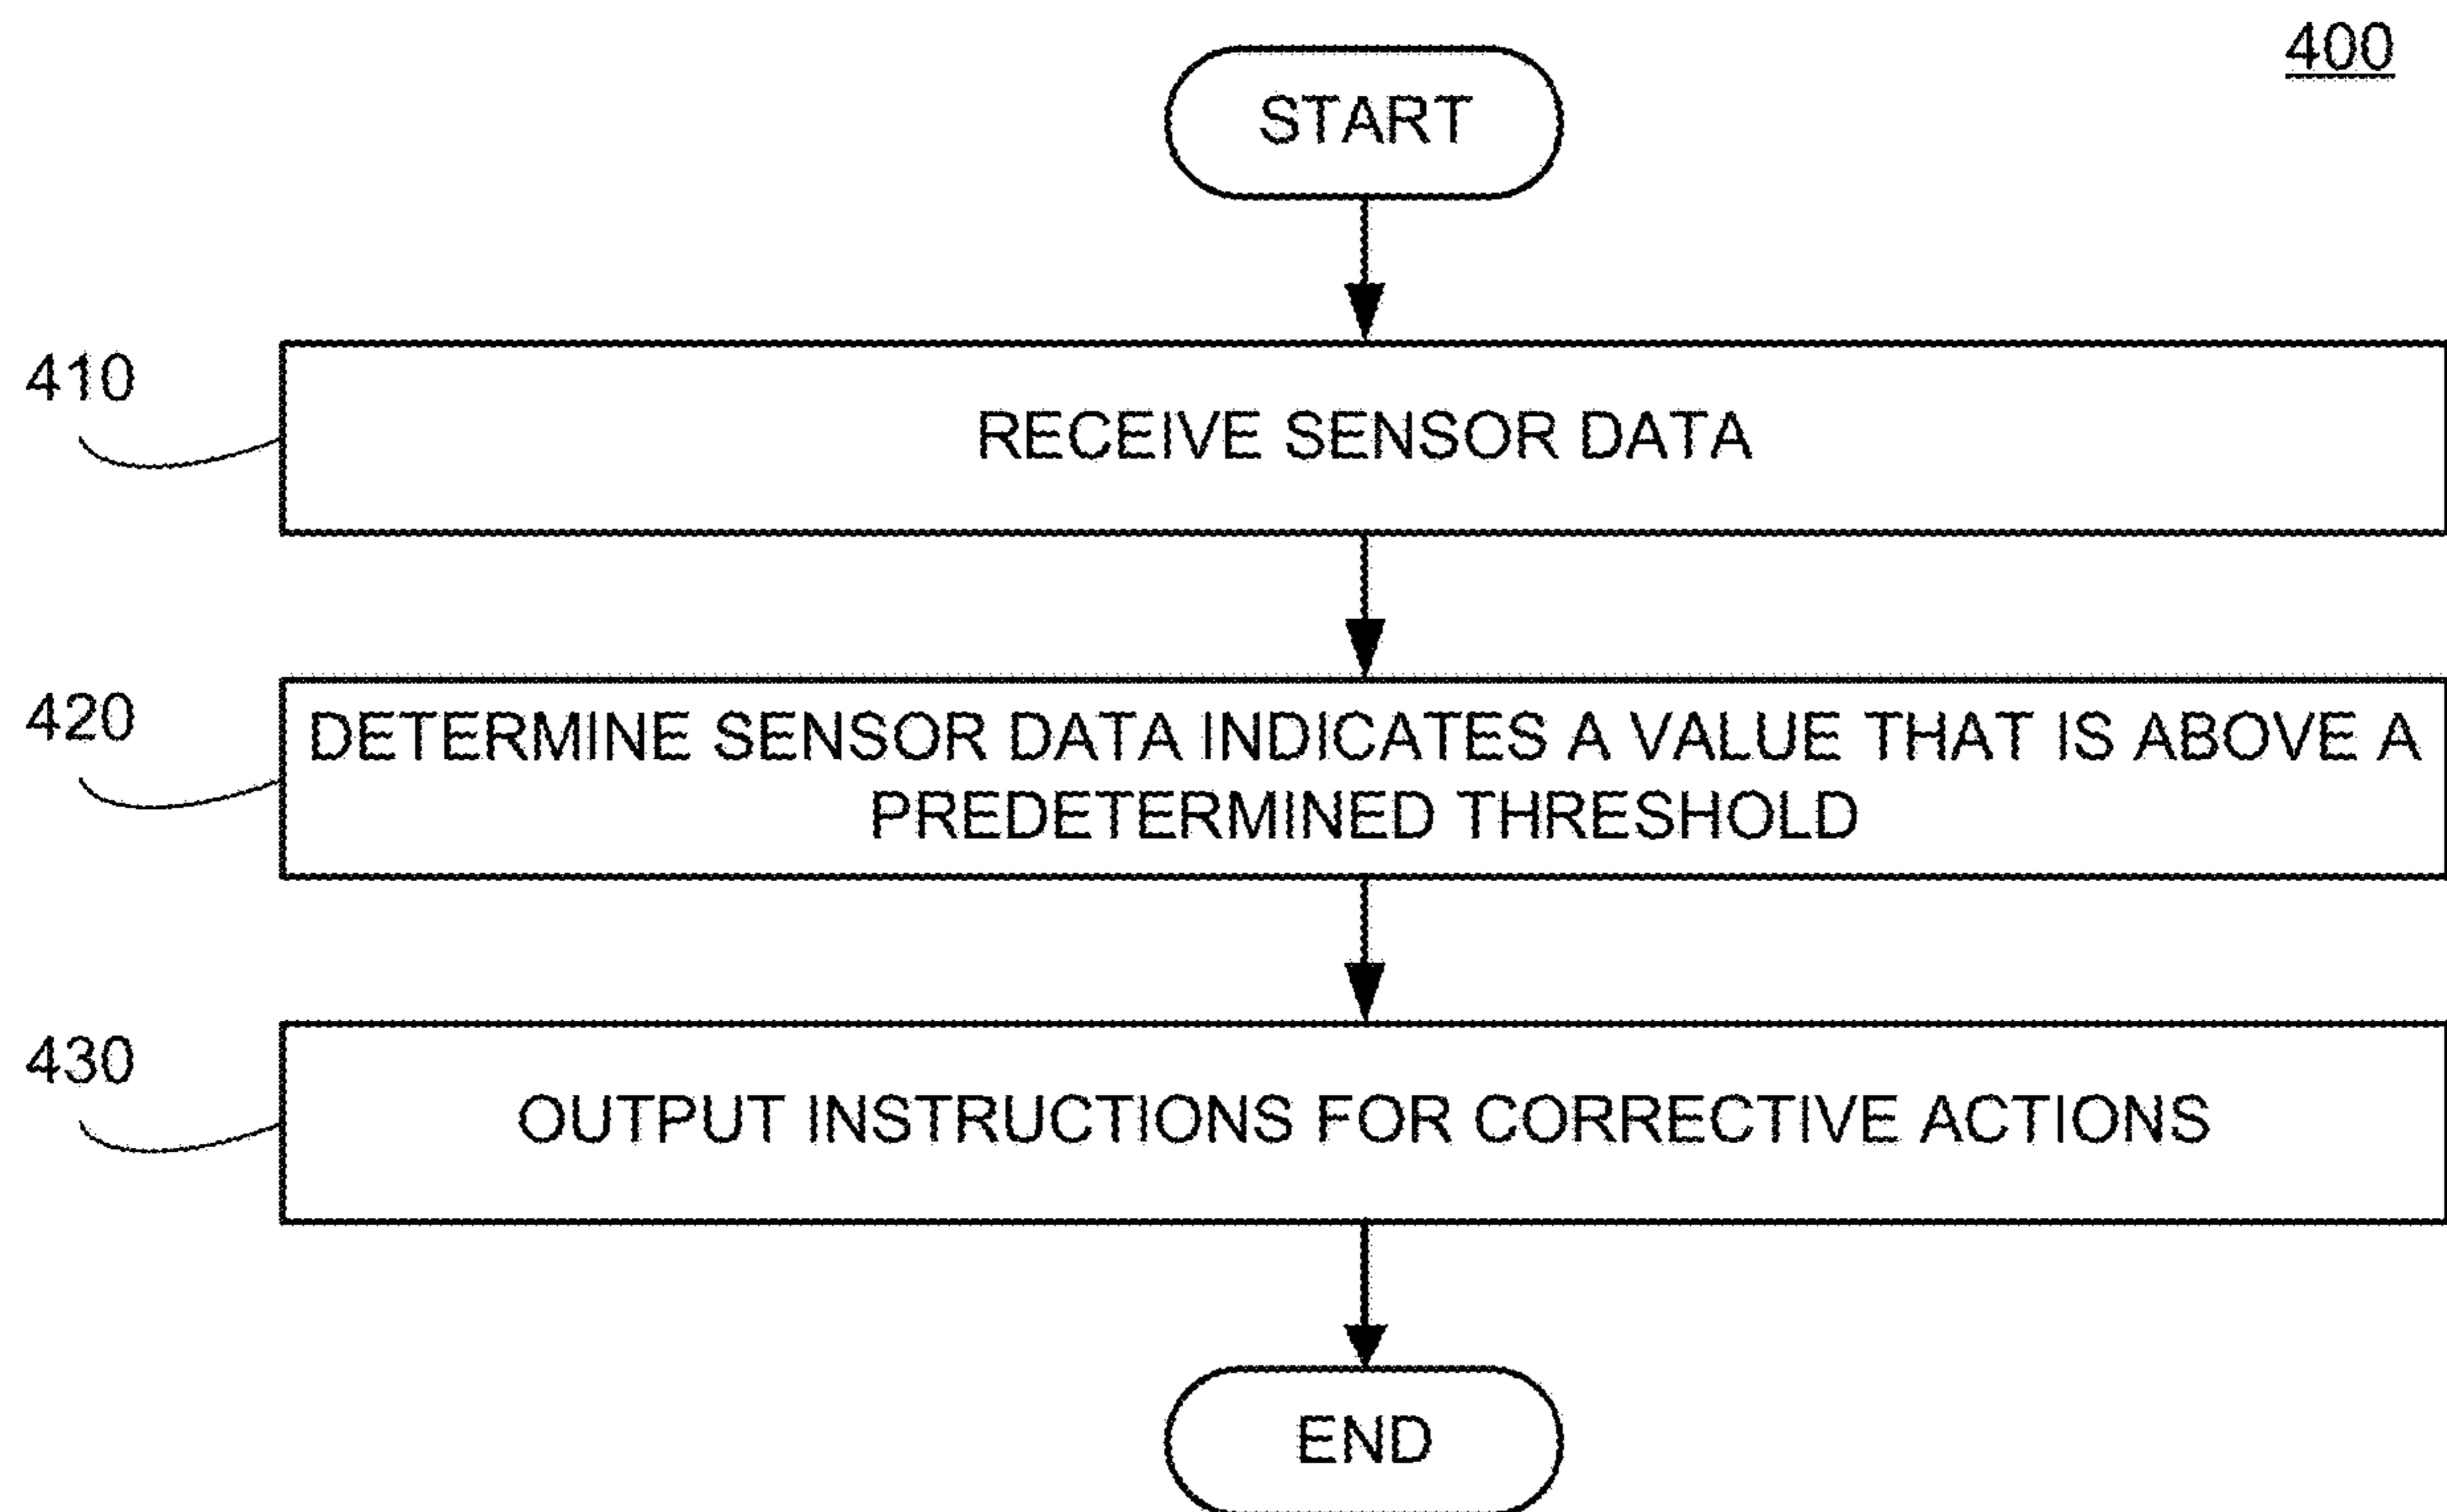 400
START
410
RECEIVE SENSOR DATA
420
DETERMINE SENSOR DATA INDICATES A VALUE THAT IS ABOVE A
PREDETERMINED THRESHOLD
430
OUTPUT INSTRUCTIONS FOR CORRECTIVE ACTIONS
END